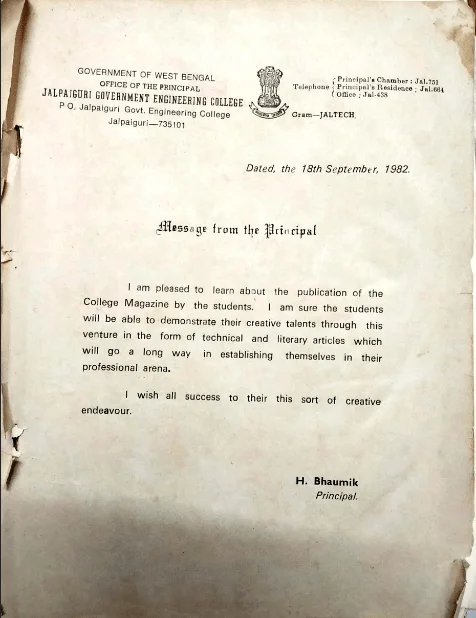 GOVERNMENT OF WEST BENGAL
OFFICE OF THE PRINCIPAL
JALPAIGURI GOVERNMENT ENGINEERING COLLEGE
P O. Jalpaiguri Govt. Engineering College
Jalpaiguri—735101
Telephone { Principal's Chamber : Jal.751
Principal's Residence ; Jal.664
Office ; Jal-438
Gram—JALTECH.
Dated, the 18th September, 1982.
Message from the Principal
I am pleased to learn about the publication of the
College Magazine by the students. I am sure the students
will be able to demonstrate their creative talents through this
venture in the form of technical and literary articles which
will go a long way in establishing themselves in their
professional arena.
I wish all success to their this sort of creative
endeavour.
H. Bhaumik
Principal.